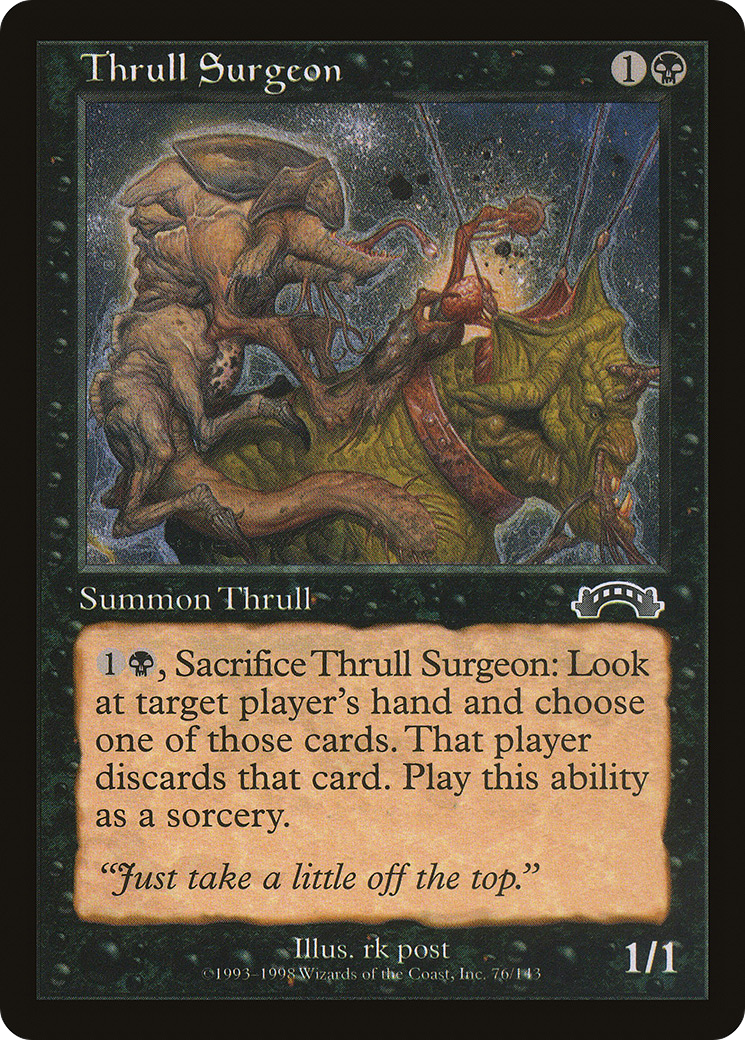 Thrull Surgeon 1
Summon Thrull
1, Sacrifice Thrull Surgeon: Look
at target player's hand and choose
one of those cards. That player
discards that card. Play this ability
as a sorcery.
“Just take a little off the top.”
Illus. rk post
©1993–1998 Wizards of the Coast, Inc. 76/143
1/1